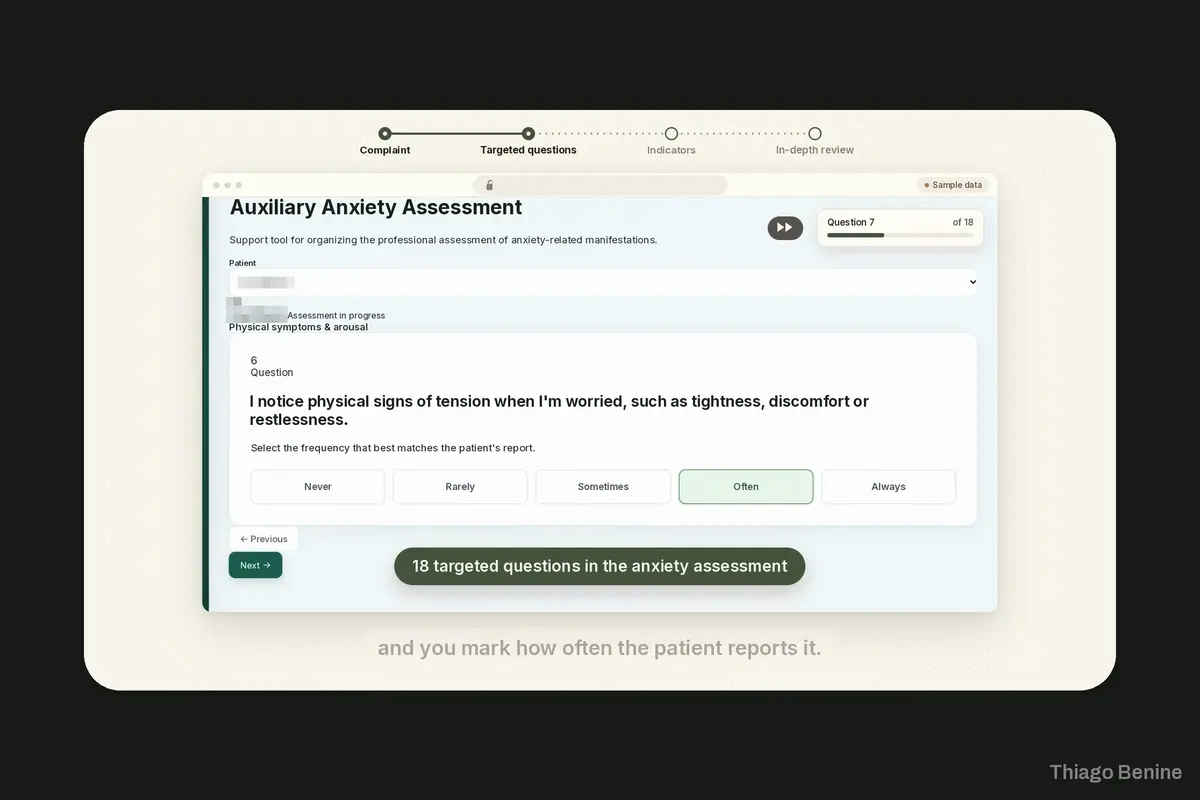 Complaint
Targeted questions
Indicators
In-depth review
Sample data
Auxiliary Anxiety Assessment
Question 7
of 18
Support tool for organizing the professional assessment of anxiety-related manifestations.
Patient
Assessment in progress
Physical symptoms & arousal
6
Question
I notice physical signs of tension when I'm worried, such as tightness, discomfort or
restlessness.
Select the frequency that best matches the patient's report.
Never
Rarely
Sometimes
Often
Always
← Previous
Next →
18 targeted questions in the anxiety assessment
and you mark how often the patient reports it.
Thiago Benine